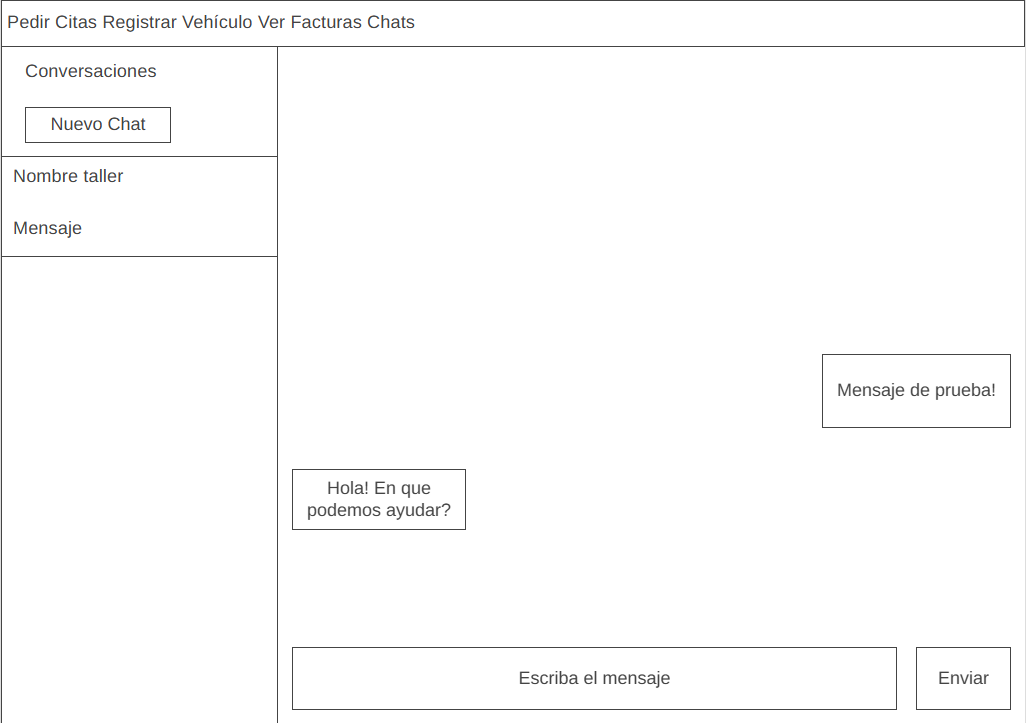 Pedir Citas Registrar Vehículo Ver Facturas Chats
Conversaciones
Nuevo Chat
Nombre taller
Mensaje
Mensaje de prueba!
Hola! En que
podemos ayudar?
Escriba el mensaje
Enviar